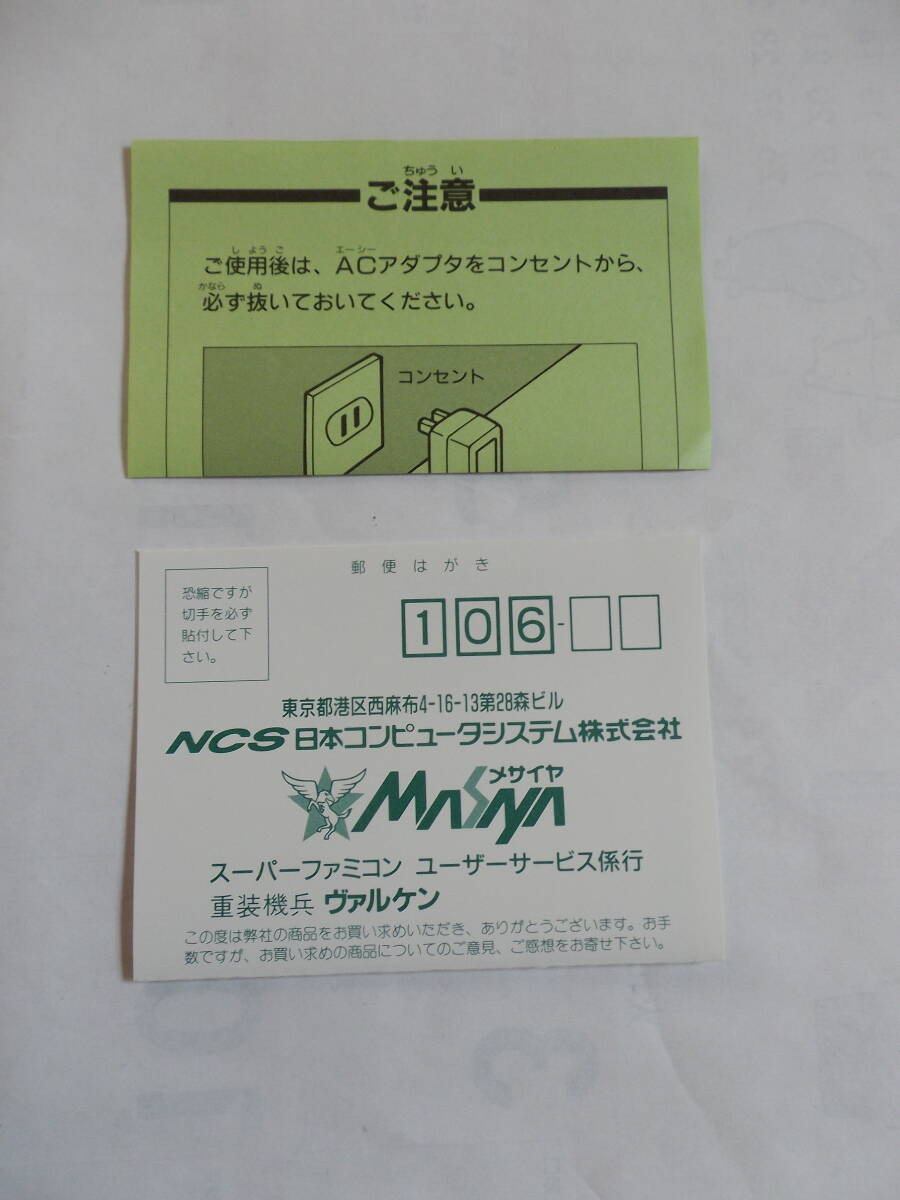 ちゅう い
ご注意
しようご エーシー
ご使用後は、ACアダプタをコンセントから、
かなら ぬ
必ず抜いておいてください。
コンセント
郵便はがき
恐縮ですが
切手を必ず
貼付して下
さい。
106-
東京都港区西麻布4-16-13第28森ビル
NCS 日本コンピュータシステム株式会社
メサイヤ
MASAYA
スーパーファミコン ユーザーサービス係行
重装機兵 ヴァルケン
この度は弊社の商品をお買い求めいただき、ありがとうございます。お手
数ですが、お買い求めの商品についてのご意見、ご感想をお寄せ下さい。